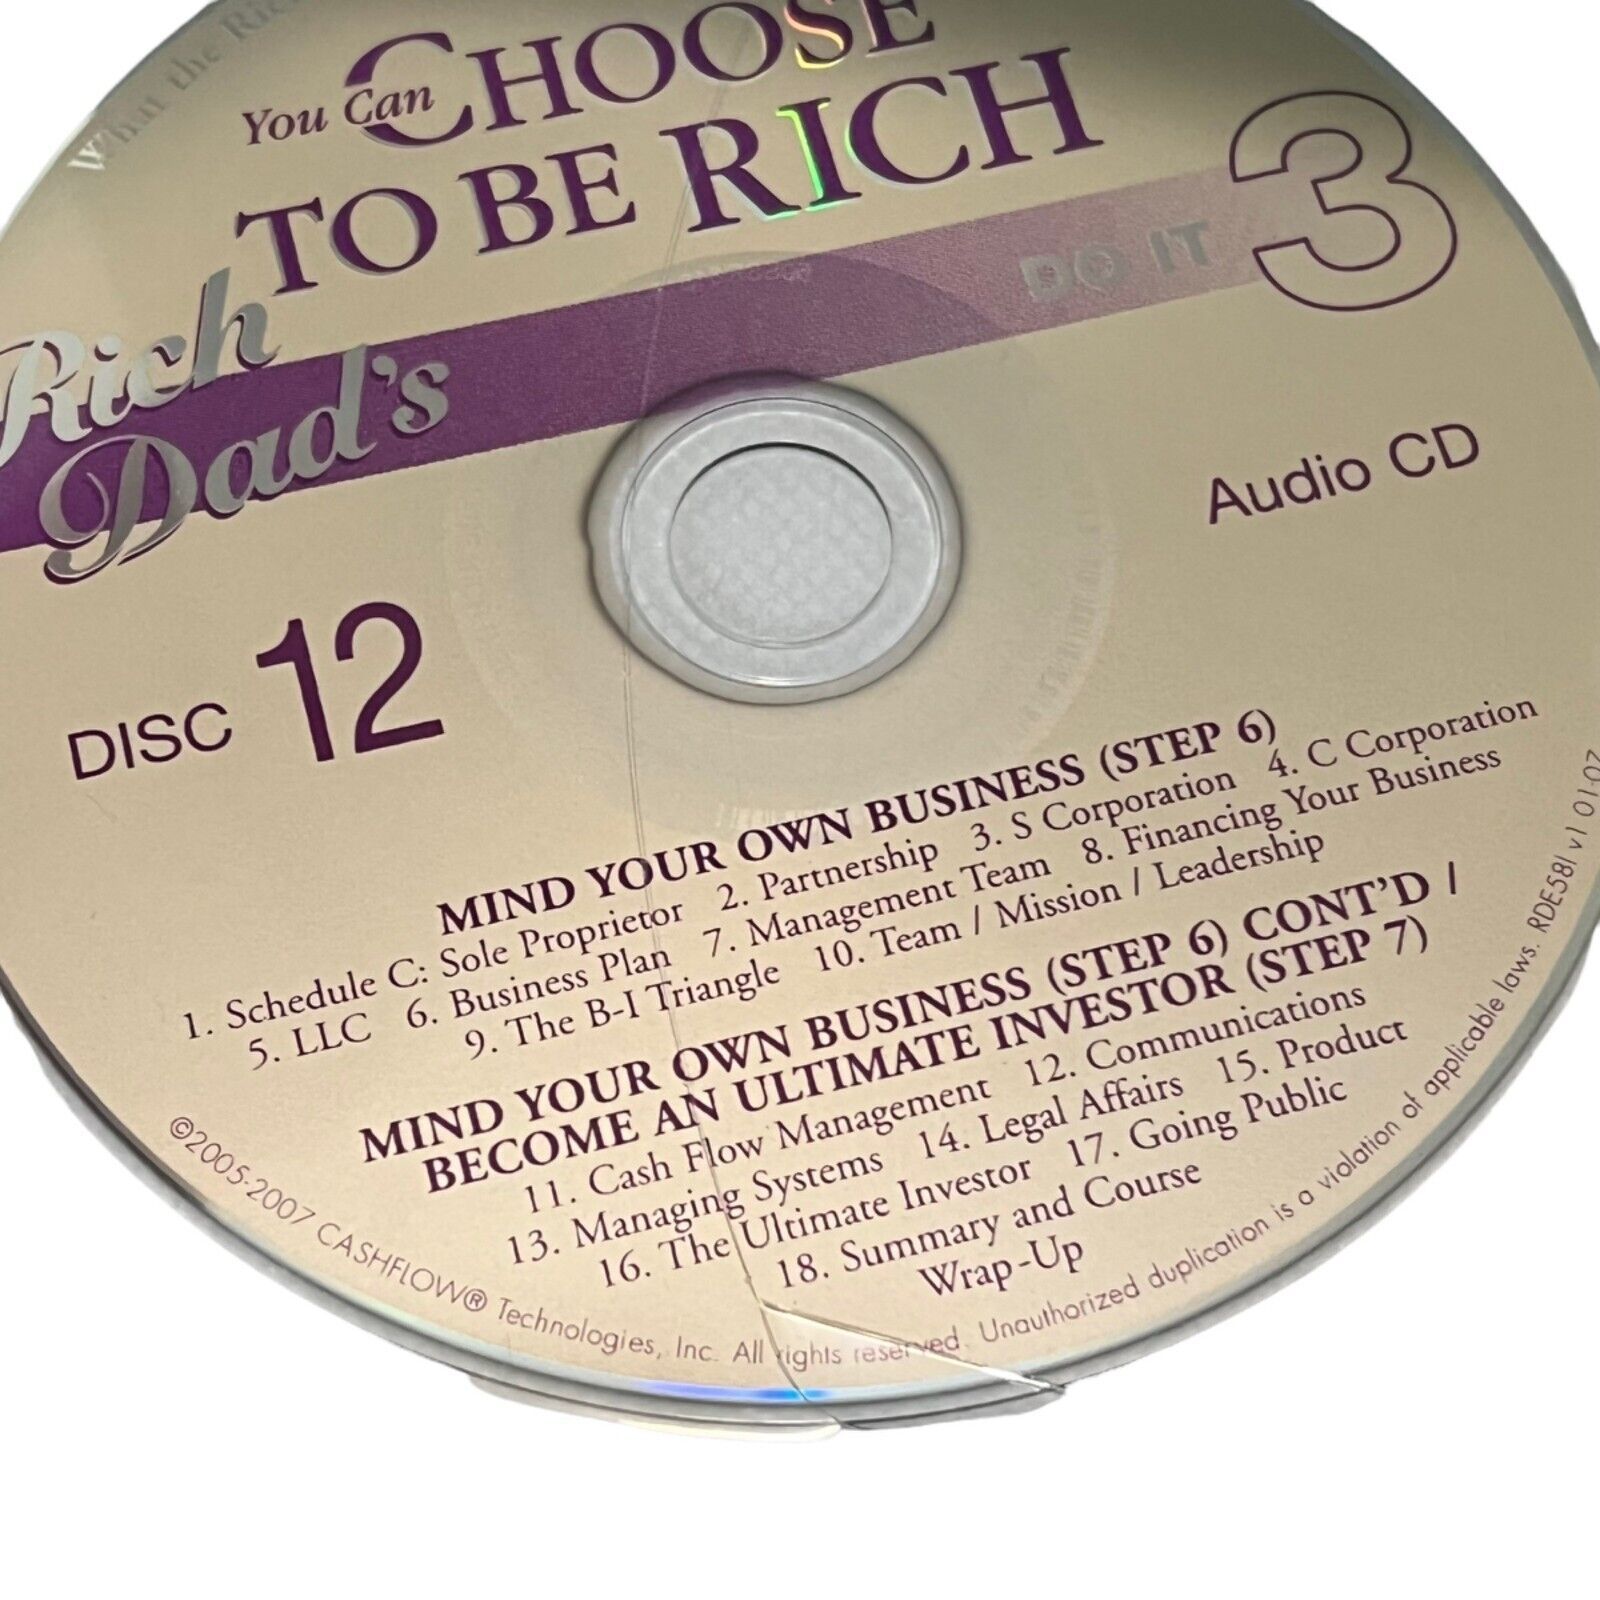 What the Ric
You Can CHOOSE
TO BE RICH
DO IT 3
Rich
Dad's
Audio CD
DISC 12
MIND YOUR OWN BUSINESS (STEP 6)
1. Schedule C: Sole Proprietor 2. Partnership 3. S Corporation 4. C Corporation
5. LLC 6. Business Plan 7. Management Team 8. Financing Your Business
9. The B-I Triangle 10. Team / Mission / Leadership
MIND YOUR OWN BUSINESS (STEP 6) CONT'D /
BECOME AN ULTIMATE INVESTOR (STEP 7)
11. Cash Flow Management 12. Communications
13. Managing Systems 14. Legal Affairs 15. Product
16. The Ultimate Investor 17. Going Public
18. Summary and Course
Wrap-Up
©2005-2007 CASHFLOW® Technologies, Inc. All rights reserved. Unauthorized duplication is a violation of applicable laws. RDE58I v1 01-07